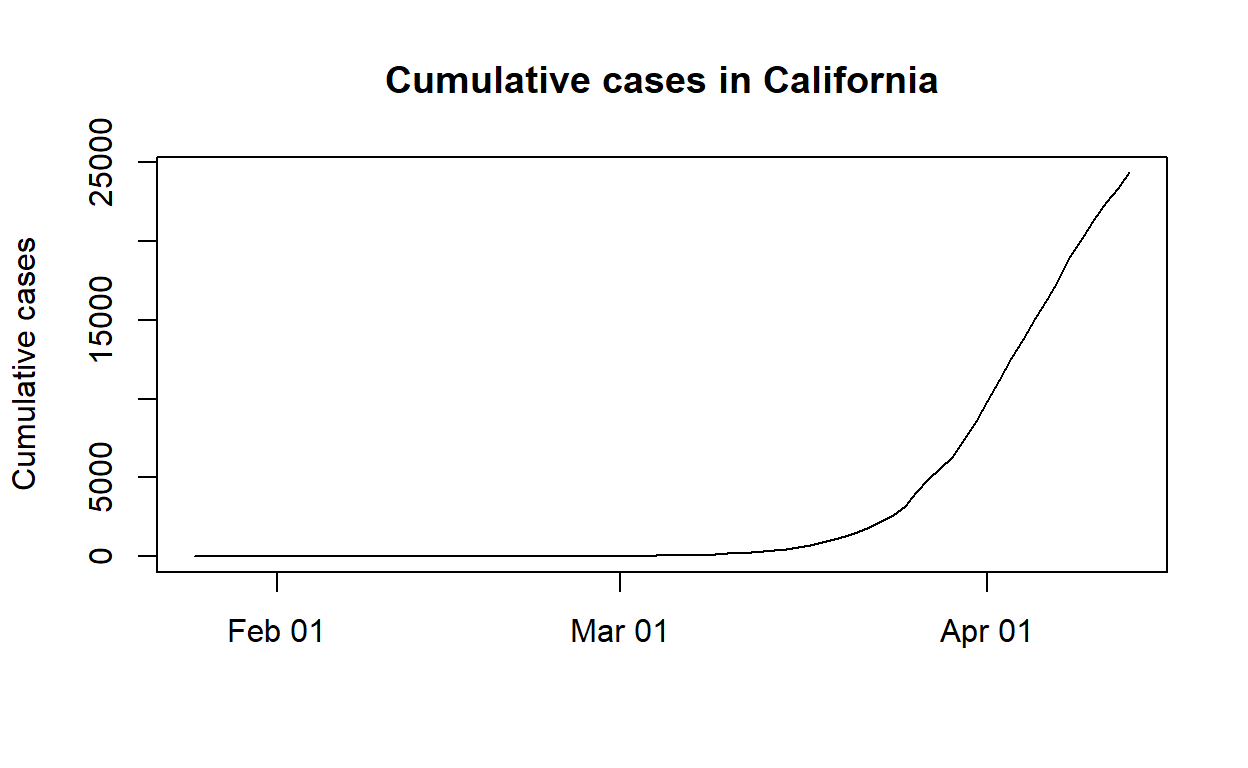 Cumulative cases in California
Cumulative cases
25000
15000
5000
0
Feb 01
Mar 01
Apr 01